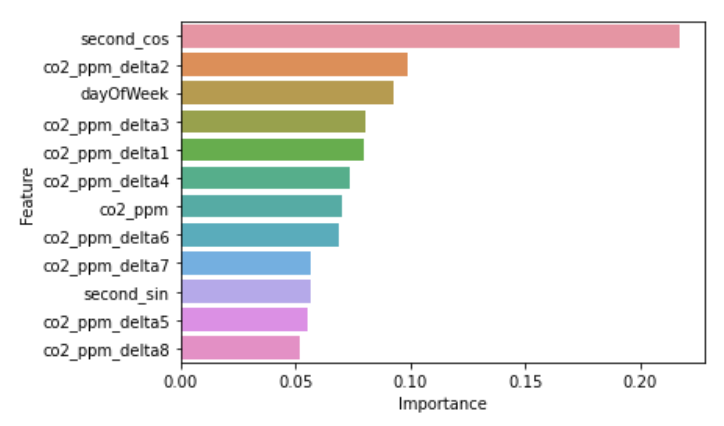 second_cos
co2_ppm_delta2
dayOfWeek
co2_ppm_delta3
co2_ppm_delta1
co2_ppm_delta4
co2_ppm
co2_ppm_delta6
co2_ppm_delta7
second_sin
co2_ppm_delta5
co2_ppm_delta8
Feature
0.00 0.05 0.10 0.15 0.20
Importance